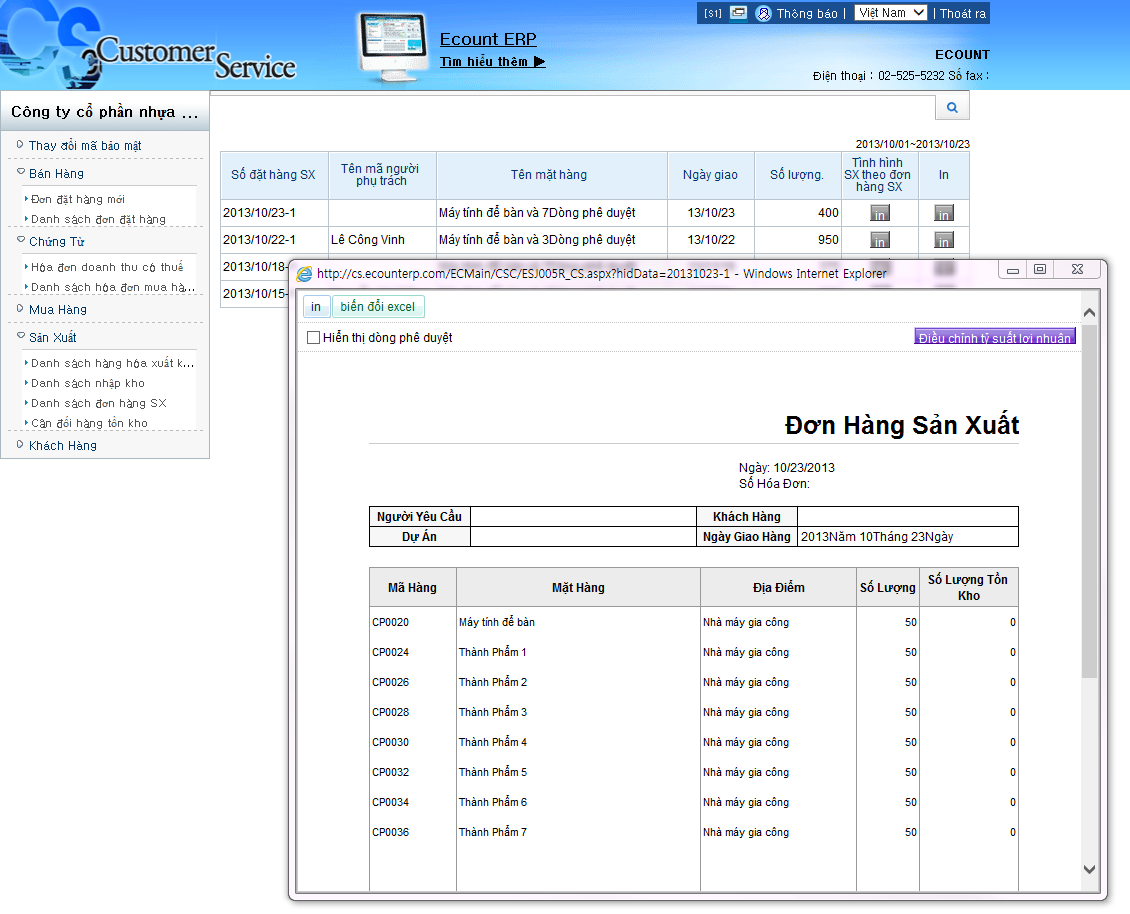 CS Customer Service
Ecount ERP
Tìm hiểu thêm ▶
[S1] Thông báo | Việt Nam | Thoát ra
ECOUNT
Điện thoại : 02-525-5232 Số fax :
Công ty cổ phần nhựa ...
Thay đổi mã bảo mật
Bán Hàng
Đơn đặt hàng mới
Danh sách đơn đặt hàng
Chứng Từ
Hóa đơn doanh thu có thuế
Danh sách hóa đơn mua hà...
Mua Hàng
Sản Xuất
Danh sách hàng hóa xuất k...
Danh sách nhập kho
Danh sách đơn hàng SX
Cân đối hàng tồn kho
Khách Hàng
2013/10/01~2013/10/23
Số đặt hàng SX Tên mã người phụ trách Tên mặt hàng Ngày giao Số lượng. Tình hình SX theo đơn hàng SX In
2013/10/23-1 Máy tính để bàn và 7Dòng phê duyệt 13/10/23 400 in in
2013/10/22-1 Lê Công Vinh Máy tính để bàn và 3Dòng phê duyệt 13/10/22 950 in in
2013/10/18-
2013/10/15-
http://cs.ecounterp.com/ECMain/CSC/ESJ005R_CS.aspx?hidData=20131023-1 - Windows Internet Explorer
in biến đổi excel
Hiển thị dòng phê duyệt
Điều chỉnh tỷ suất lợi nhuận
Đơn Hàng Sản Xuất
Ngày: 10/23/2013
Số Hóa Đơn:
Người Yêu Cầu Khách Hàng
Dự Án Ngày Giao Hàng 2013Năm 10Tháng 23Ngày
Mã Hàng Mặt Hàng Địa Điểm Số Lượng Số Lượng Tồn Kho
CP0020 Máy tính để bàn Nhà máy gia công 50 0
CP0024 Thành Phẩm 1 Nhà máy gia công 50 0
CP0026 Thành Phẩm 2 Nhà máy gia công 50 0
CP0028 Thành Phẩm 3 Nhà máy gia công 50 0
CP0030 Thành Phẩm 4 Nhà máy gia công 50 0
CP0032 Thành Phẩm 5 Nhà máy gia công 50 0
CP0034 Thành Phẩm 6 Nhà máy gia công 50 0
CP0036 Thành Phẩm 7 Nhà máy gia công 50 0